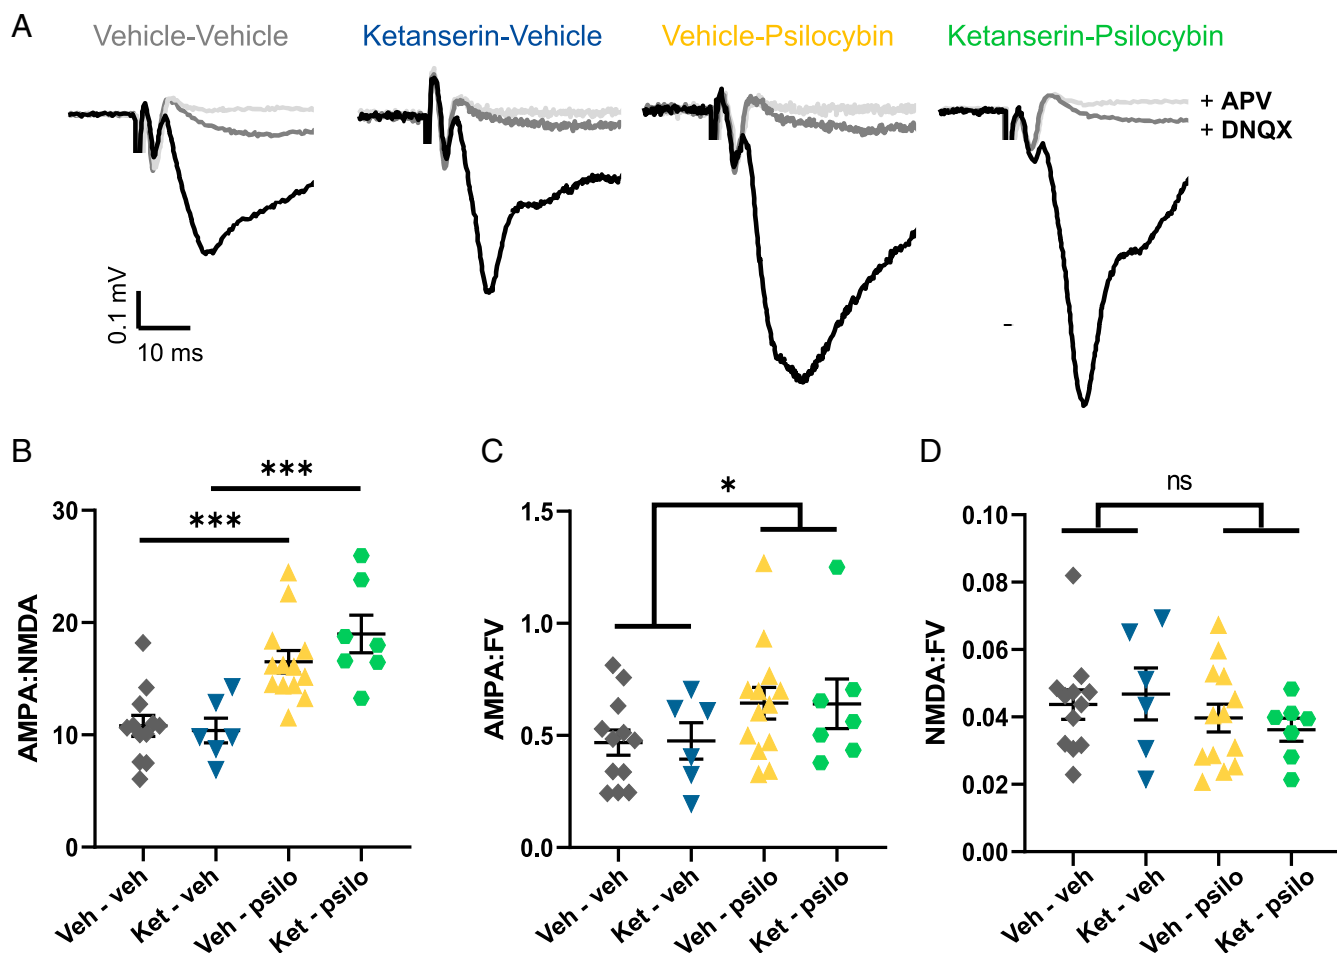 A
Vehicle-Vehicle
Ketanserin-Vehicle
Vehicle-Psilocybin
Ketanserin-Psilocybin
+ APV
+ DNQX
0.1 mV
10 ms
-
B
***
***
30
20
10
0
AMPA:NMDA
Veh - veh
Ket - veh
Veh - psilo
Ket - psilo
C
*
1.5
1.0
0.5
0.0
AMPA:FV
Veh - veh
Ket - veh
Veh - psilo
Ket - psilo
D
ns
0.10
0.08
0.06
0.04
0.02
0.00
NMDA:FV
Veh - veh
Ket - veh
Veh - psilo
Ket - psilo